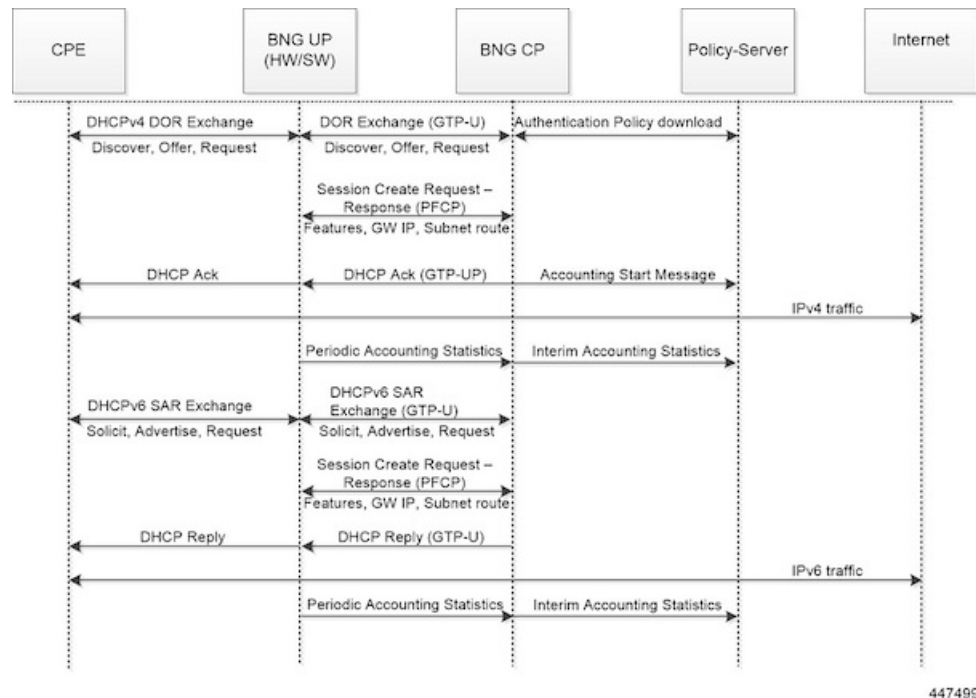 CPE
BNG UP
(HW/SW)
BNG CP
Policy-Server
Internet
DHCPv4 DOR Exchange
DOR Exchange (GTP-U)
Authentication Policy download
Discover, Offer, Request
Discover, Offer, Request
Session Create Request –
Response (PFCP)
Features, GW IP, Subnet route
DHCP Ack
DHCP Ack (GTP-UP)
Accounting Start Message
IPv4 traffic
Periodic Accounting Statistics
Interim Accounting Statistics
DHCPv6 SAR Exchange
DHCPv6 SAR
Exchange (GTP-U)
Solicit, Advertise, Request
Solicit, Advertise, Request
Session Create Request –
Response (PFCP)
Features, GW IP, Subnet route
DHCP Reply
DHCP Reply (GTP-U)
IPv6 traffic
Periodic Accounting Statistics
Interim Accounting Statistics
447499